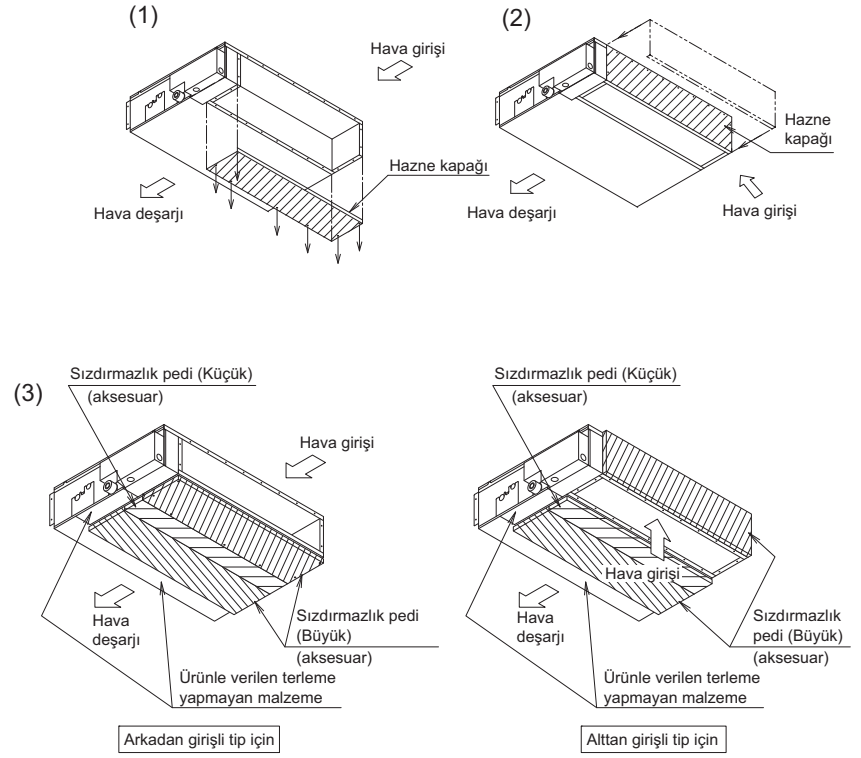 (1)
Hava girişi
Hazne kapağı
Hava deşarjı
(2)
Hazne
kapağı
Hava deşarjı
Hava girişi
(3)
Sızdırmazlık pedi (Küçük)
(aksesuar)
Hava girişi
Hava
deşarjı
Sızdırmazlık pedi
(Büyük)
(aksesuar)
Ürünle verilen terleme
yapmayan malzeme
Arkadan girişli tip için
Sızdırmazlık pedi (Küçük)
(aksesuar)
Hava girişi
Hava
deşarjı
Sızdırmazlık
pedi (Büyük)
(aksesuar)
Ürünle verilen terleme
yapmayan malzeme
Alttan girişli tip için